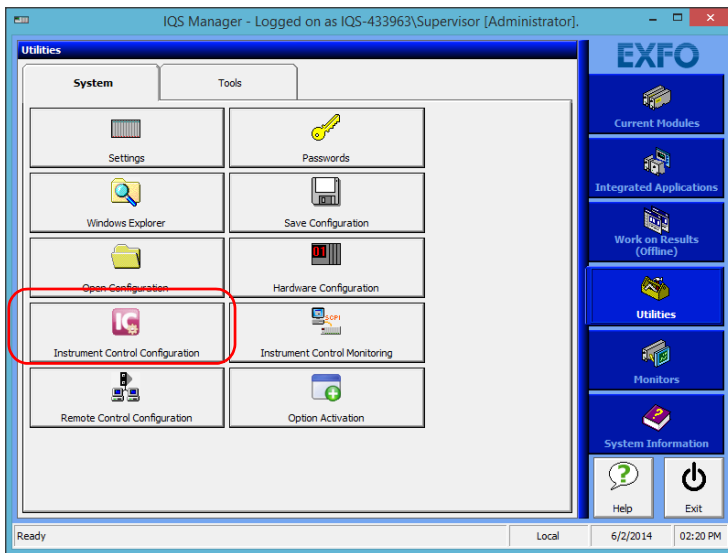 IQS Manager - Logged on as IQS-433963\Supervisor [Administrator].
Utilities
System
Tools
Settings
Passwords
Windows Explorer
Save Configuration
Open Configuration
01
Hardware Configuration
IC
Instrument Control Configuration
SCPI
Instrument Control Monitoring
Remote Control Configuration
Option Activation
EXFO
Current Modules
Integrated Applications
Work on Results
(Offline)
Utilities
Monitors
System Information
Help
Exit
Ready
Local
6/2/2014
02:20 PM